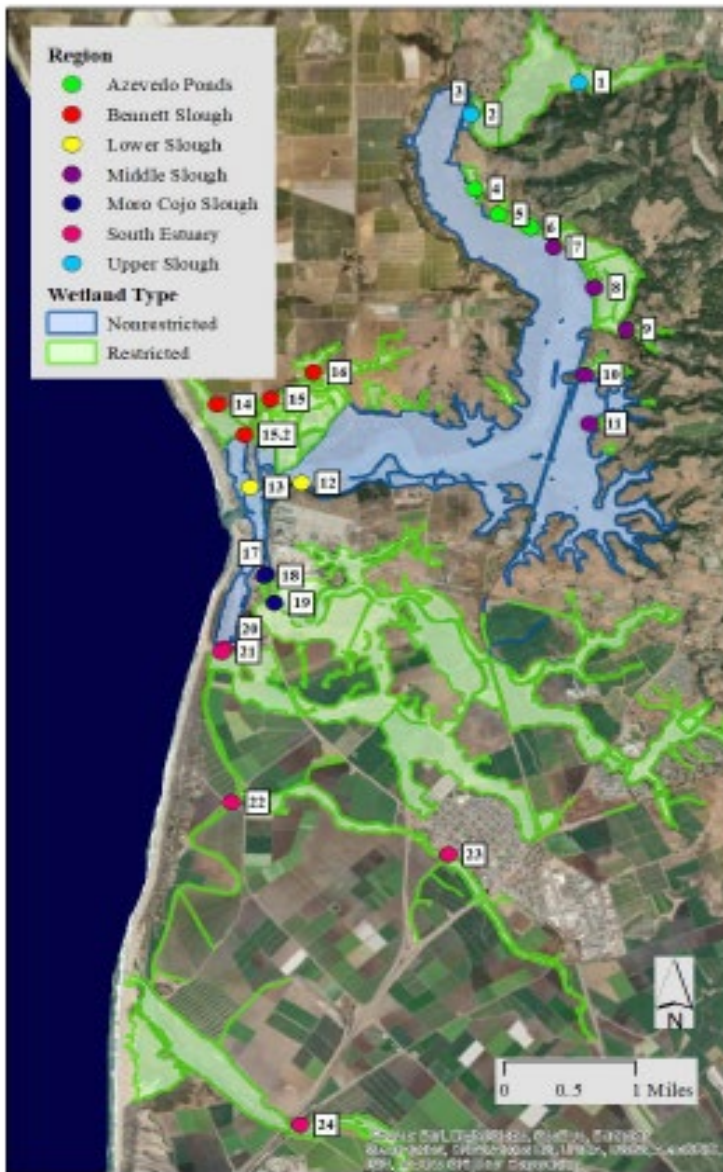 Region
Azevedo Ponds
Bennett Slough
Lower Slough
Middle Slough
Moro Cojo Slough
South Estuary
Upper Slough
Wetland Type
Nonrestricted
Restricted
1
3
2
4
5
6
7
8
9
10
11
16
15
14
15.2
13
12
17
18
19
20
21
22
23
24
N
0 0.5 1 Miles